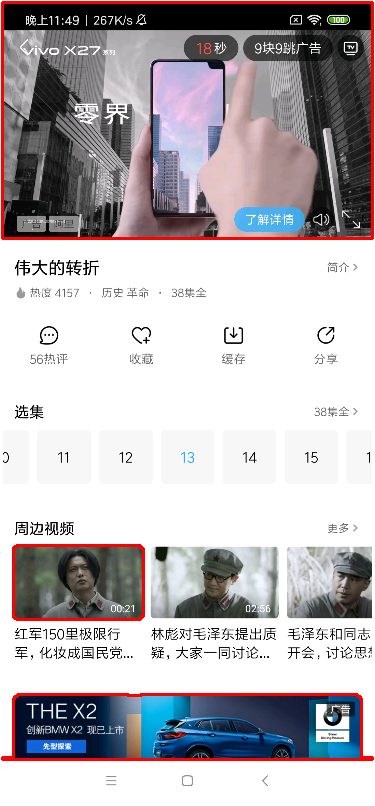 晚上11:49 | 267K/s
100
vivo X27 系列
18秒
9块9跳广告
零界
广告
阿里
了解详情
伟大的转折
简介 >
热度 4157 · 历史 革命 · 38集全
56热评
收藏
缓存
分享
选集
38集全 >
0
11
12
13
14
15
1
周边视频
更多 >
00:21
02:56
红军150里极限行
军，化妆成国民党...
林彪对毛泽东提出质
疑，大家一同讨论...
毛泽东和同志
开会，讨论思想
THE X2
创新BMW X2 现已上市
先型探索
广告